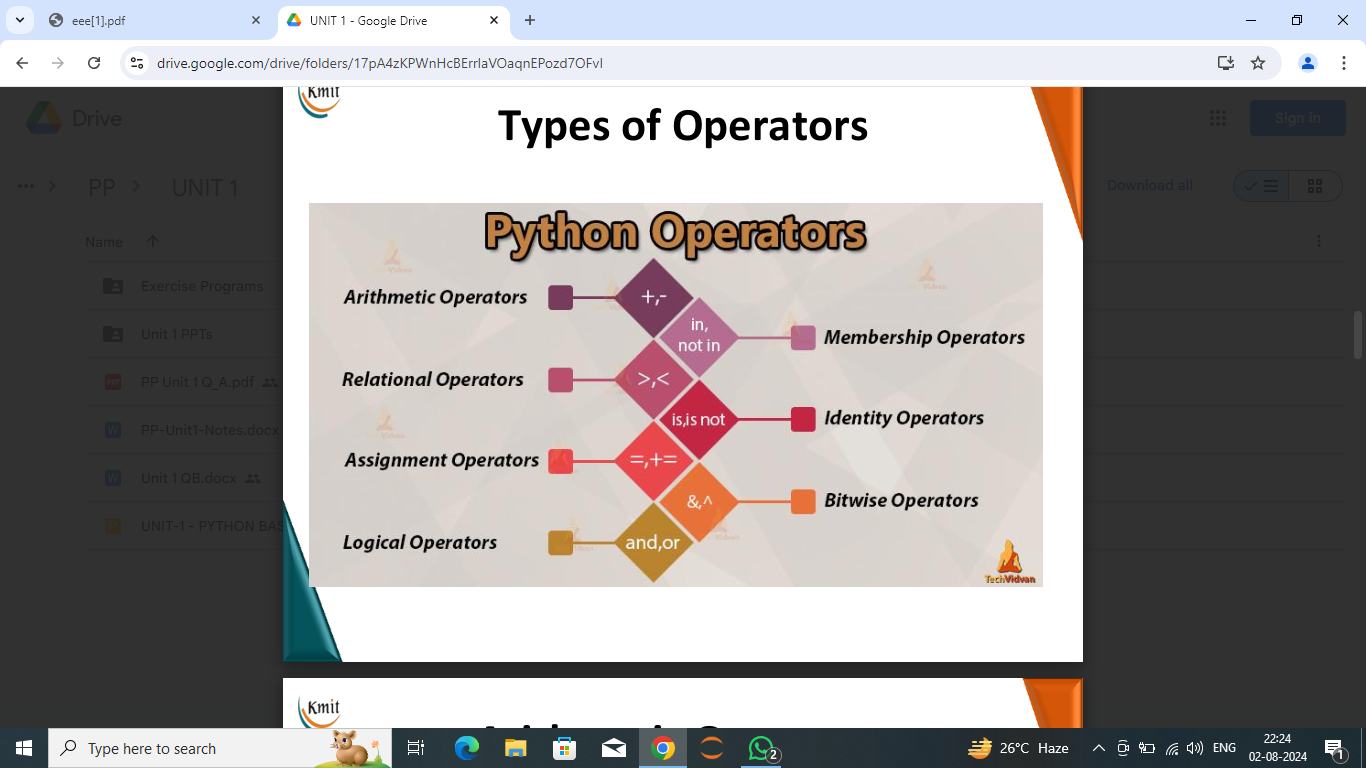 eee[1].pdf
UNIT 1 - Google Drive
drive.google.com/drive/folders/17pA4zKPWnHcBErrIaVOaqnEPozd7OFvI
Drive
Sign in
PP
UNIT 1
Download all
Name
Exercise Programs
Unit 1 PPTs
PP Unit 1 Q_A.pdf
PP-Unit1-Notes.docx
Unit 1 QB.docx
UNIT-1 - PYTHON BAS
Kmit
Types of Operators
Python Operators
Arithmetic Operators
+,-
in,
not in
Membership Operators
Relational Operators
>,<
is,is not
Identity Operators
Assignment Operators
=,+=
&,^
Bitwise Operators
Logical Operators
and,or
TechVidvan
Kmit
Type here to search
2
26°C Haze
ENG
22:24
02-08-2024
1